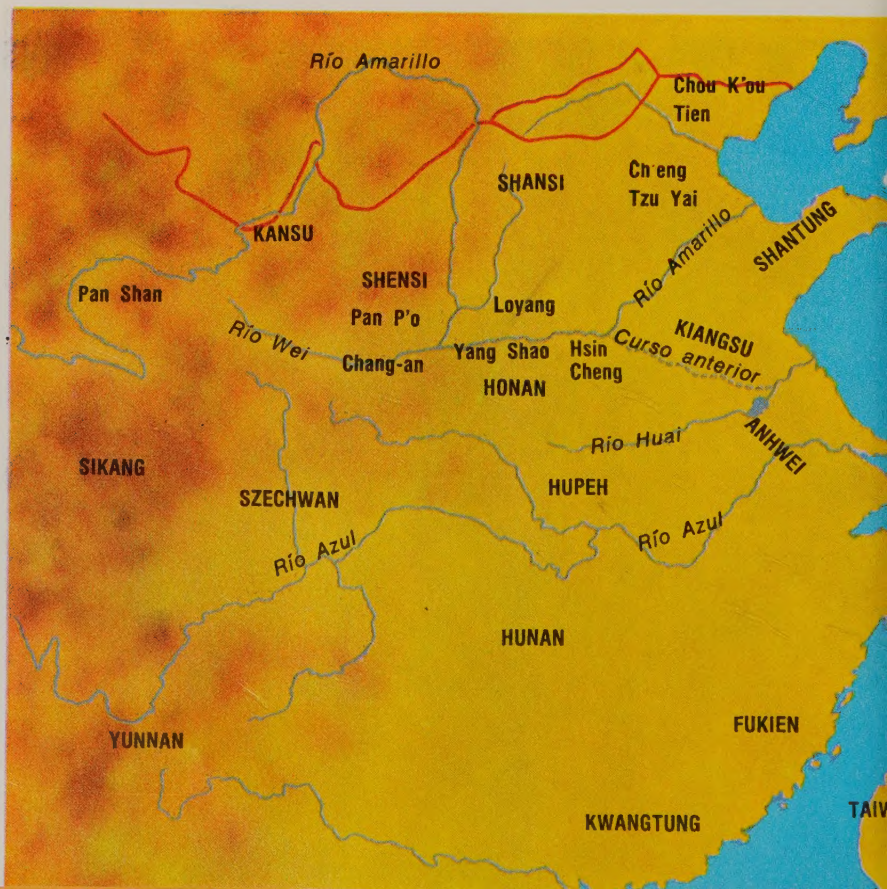 Río Amarillo
Chou K'ou
Tien
Ch'eng
Tzu Yai
SHANSI
SHANTUNG
KANSU
Río Amarillo
SHENSI
Pan Shan
Loyang
Pan P'o
KIANGSU
Río Wei
Curso anterior
Chang-an
Yang Shao
Hsin
Cheng
HONAN
ANHWEI
Río Huai
SIKANG
HUPEH
SZECHWAN
Río Azul
Río Azul
HUNAN
FUKIEN
YUNNAN
KWANGTUNG